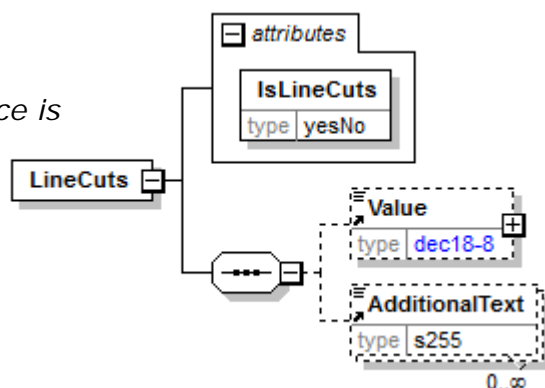 attributes
IsLineCuts
type yesNo
ce is
LineCuts
Value
type dec18-8
AdditionalText
type s255
0..∞